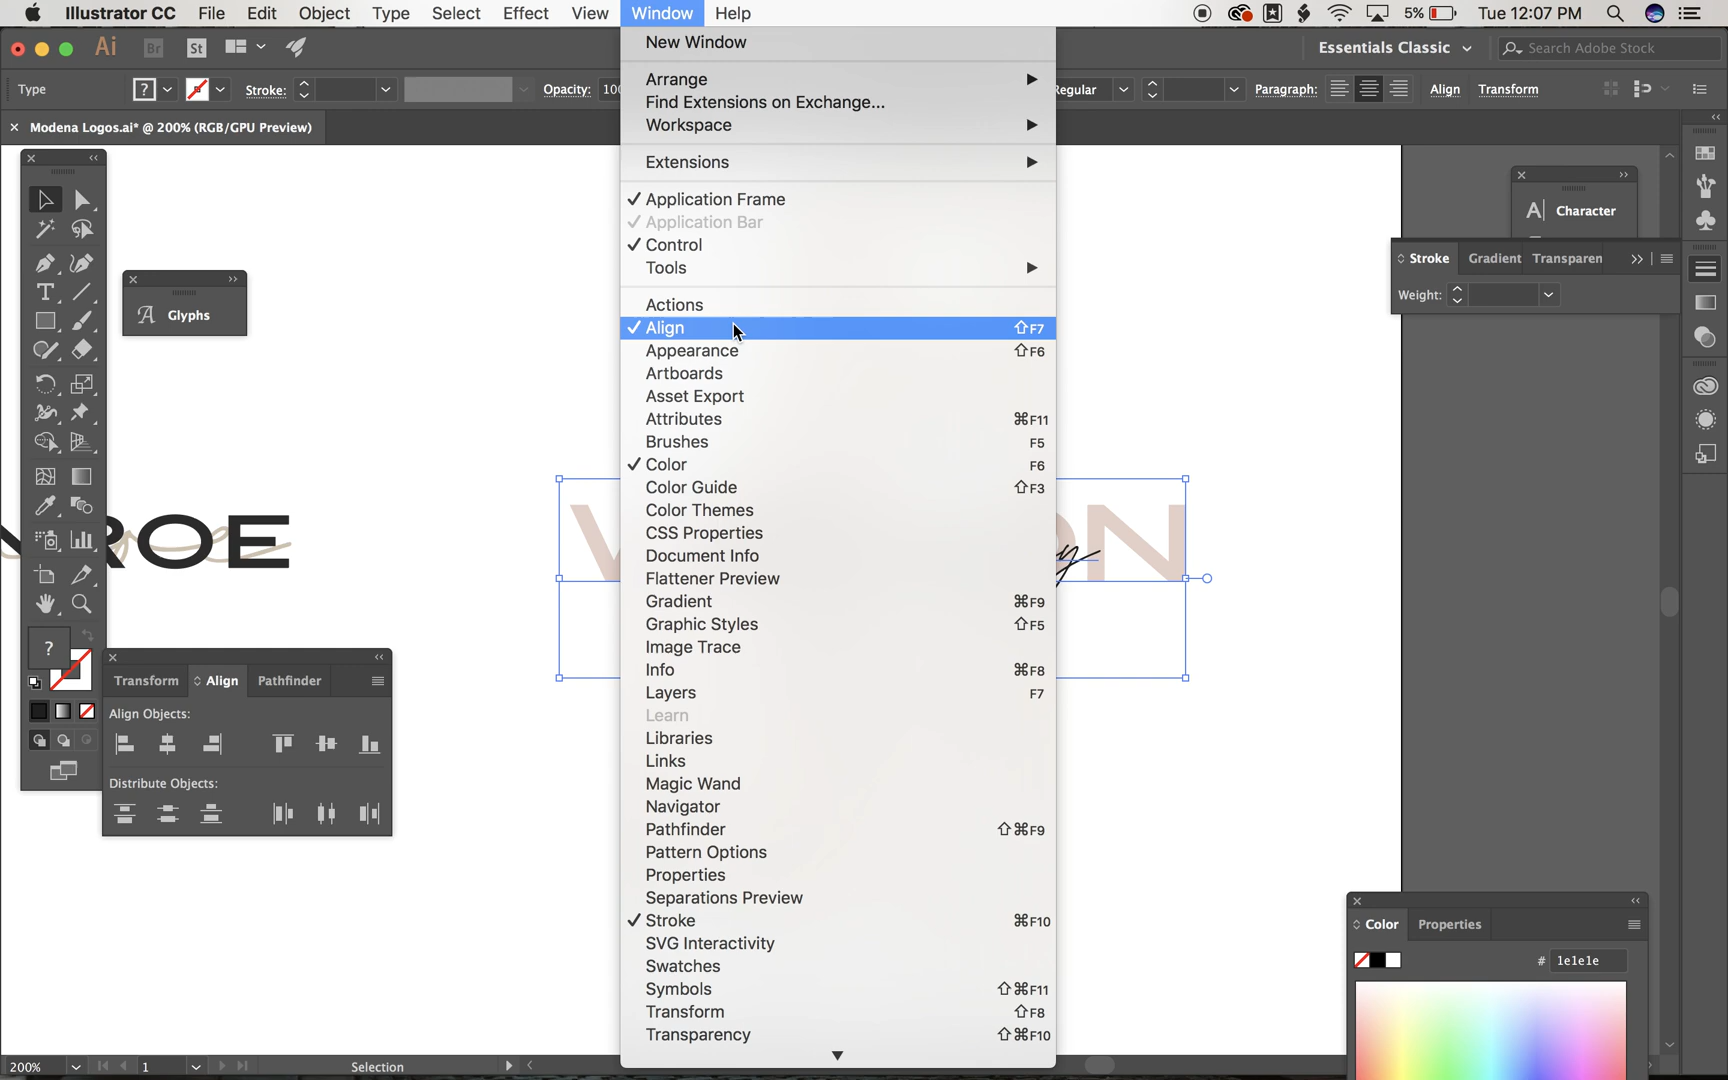 Illustrator CC File Edit Object Type Select Effect View Window Help 5% Tue 12:07 PM
Ai Br St Essentials Classic Search Adobe Stock
Type ? Stroke: Opacity: 100 Regular Paragraph: Align Transform
Modena Logos.ai* @ 200% (RGB/GPU Preview)
New Window
Arrange
Find Extensions on Exchange...
Workspace
Extensions
Application Frame
Application Bar
Control
Tools
Actions
Align ⇧F7
Appearance ⇧F6
Artboards
Asset Export
Attributes ⌘F11
Brushes F5
Color F6
Color Guide ⇧F3
Color Themes
CSS Properties
Document Info
Flattener Preview
Gradient ⌘F9
Graphic Styles ⇧F5
Image Trace
Info ⌘F8
Layers F7
Learn
Libraries
Links
Magic Wand
Navigator
Pathfinder ⇧⌘F9
Pattern Options
Properties
Separations Preview
Stroke ⌘F10
SVG Interactivity
Swatches
Symbols ⇧⌘F11
Transform ⇧F8
Transparency ⇧⌘F10
A Character
Stroke Gradient Transparen
Weight:
A Glyphs
ROE
ON
?
Transform Align Pathfinder
Align Objects:
Distribute Objects:
Color Properties
# 1e1e1e
200% 1 Selection